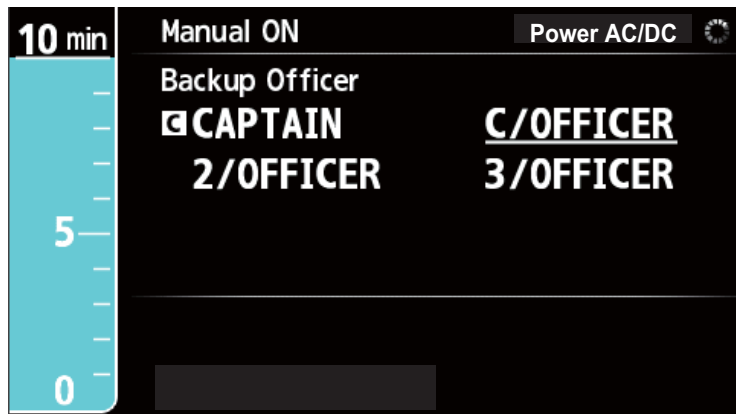 10 min
Manual ON Power AC/DC
Backup Officer
C CAPTAIN C/OFFICER
2/OFFICER 3/OFFICER
5
0